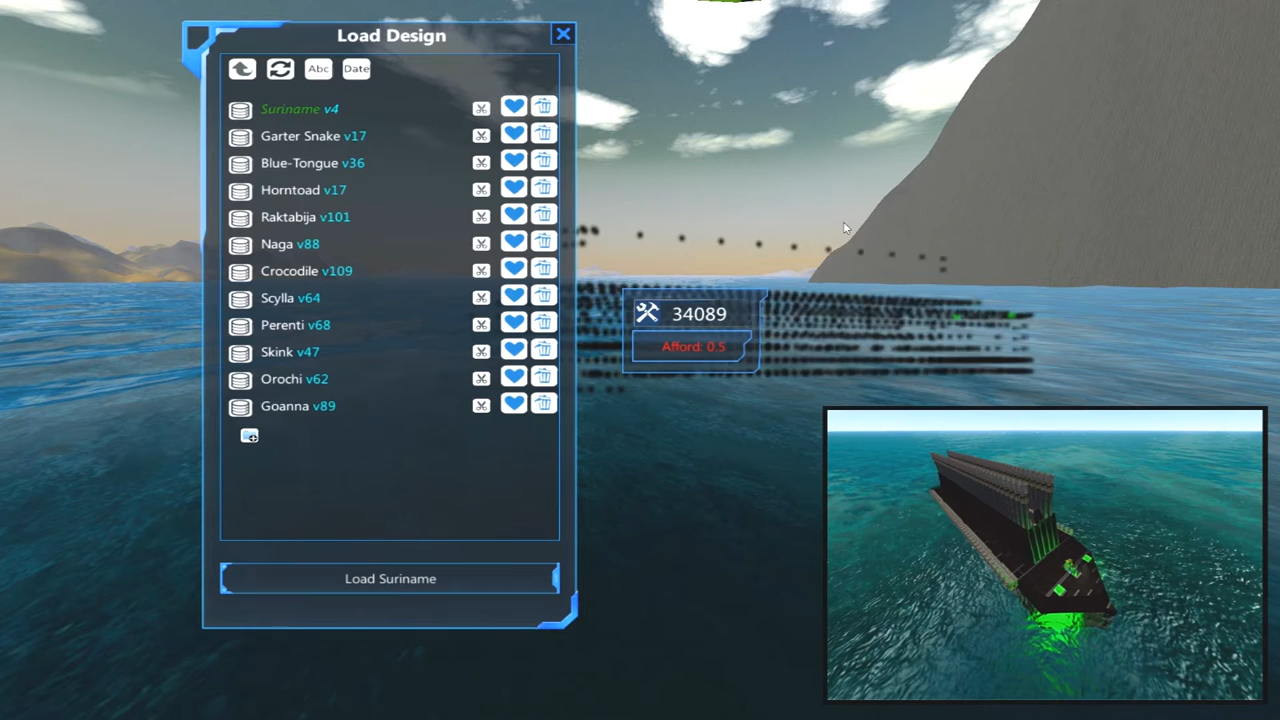 Load Design
Abc Date
Suriname v4
Garter Snake v17
Blue-Tongue v36
Horntoad v17
Raktabija v101
Naga v88
Crocodile v109
Scylla v64
Perenti v68
Skink v47
Orochi v62
Goanna v89
Load Suriname
34089
Afford: 0.5